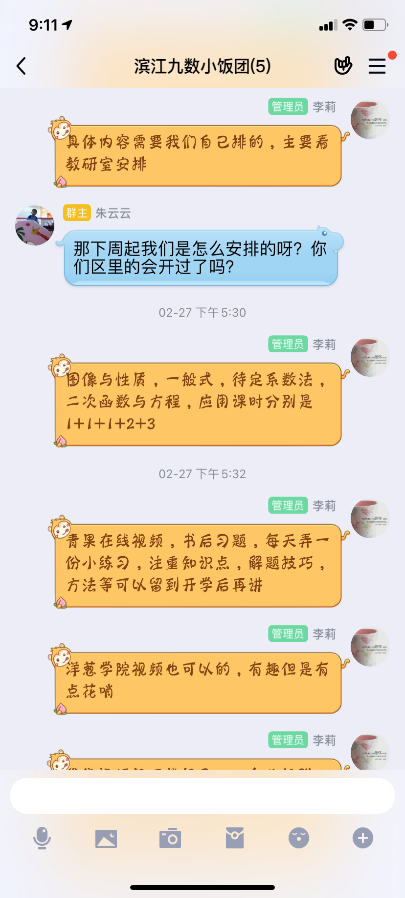 9:11
滨江九数小饭团(5)
管理员 李莉
具体内容需要我们自己排的，主要看
教研室安排
群主 朱云云
那下周起我们是怎么安排的呀？你
们区里的会开过了吗？
02-27 下午5:30
管理员 李莉
图像与性质，一般式，待定系数法，
二次函数与方程，应用课时分别是
1+1+1+2+3
02-27 下午5:32
管理员 李莉
青果在线视频，书后习题，每天弄一
份小练习，注重知识点，解题技巧，
方法等可以留到开学后再讲
管理员 李莉
洋葱学院视频也可以的，有趣但是有
点花哨
管理员 李莉